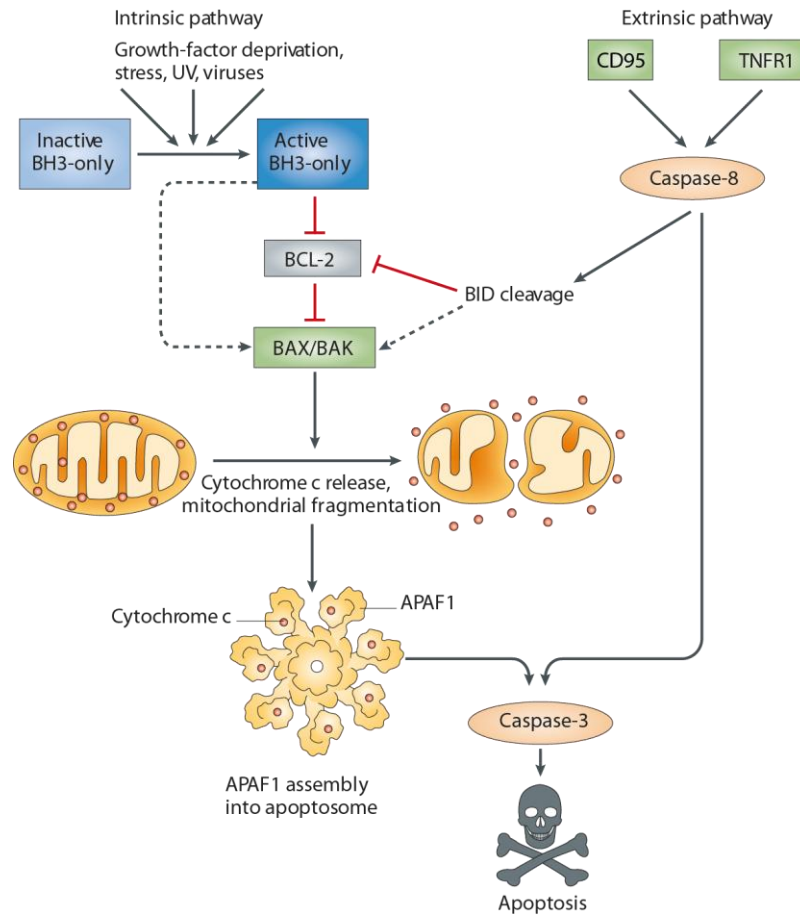 Intrinsic pathway
Extrinsic pathway
Growth-factor deprivation,
stress, UV, viruses
CD95
TNFR1
Inactive
BH3-only
Active
BH3-only
Caspase-8
BCL-2
BID cleavage
BAX/BAK
Cytochrome c release,
mitochondrial fragmentation
Cytochrome c
APAF1
Caspase-3
APAF1 assembly
into apoptosome
Apoptosis